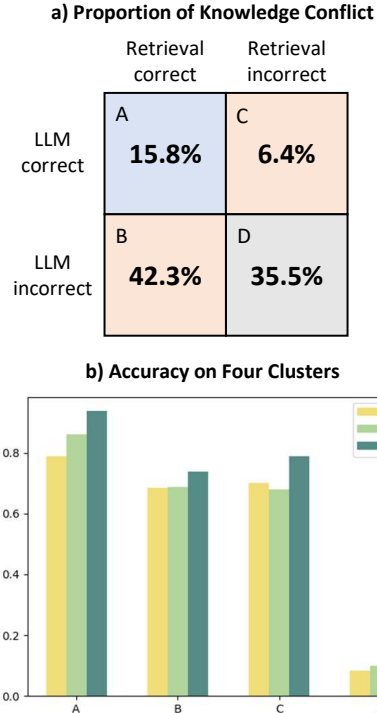 a) Proportion of Knowledge Conflict
Retrieval correct
Retrieval incorrect
LLM correct
A
15.8%
C
6.4%
LLM incorrect
B
42.3%
D
35.5%
b) Accuracy on Four Clusters
0.8
0.6
0.4
0.2
0.0
A
B
C